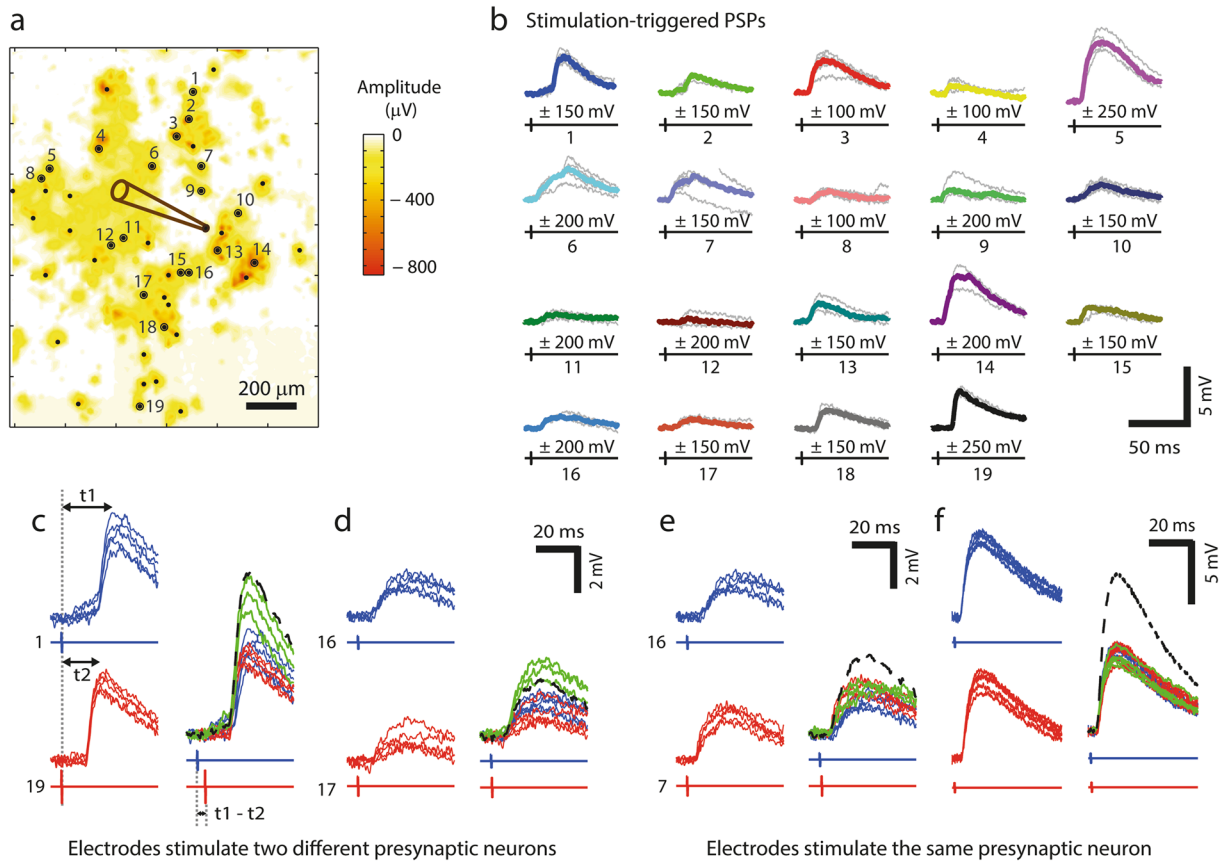 a
Amplitude
(μV)
0
− 400
− 800
1
2
3
4
5
6
7
8
9
10
11
12
13
14
15
16
17
18
19
200 μm
b Stimulation-triggered PSPs
± 150 mV
± 150 mV
± 100 mV
± 100 mV
± 250 mV
1
2
3
4
5
± 200 mV
± 150 mV
± 100 mV
± 200 mV
± 150 mV
6
7
8
9
10
± 200 mV
± 200 mV
± 150 mV
± 200 mV
± 150 mV
11
12
13
14
15
± 200 mV
± 150 mV
± 150 mV
± 250 mV
16
17
18
19
5 mV
50 ms
c
t1
1
t2
19
t1 - t2
d
20 ms
2 mV
16
17
Electrodes stimulate two different presynaptic neurons
e
20 ms
2 mV
16
7
f
20 ms
5 mV
Electrodes stimulate the same presynaptic neuron